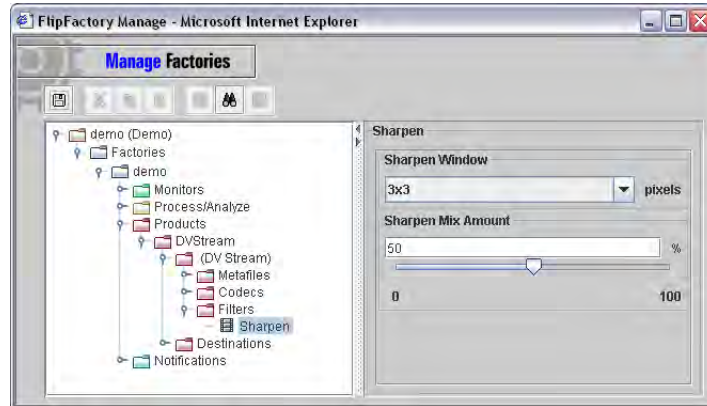 FlipFactory Manage - Microsoft Internet Explorer
Manage Factories
demo (Demo)
Factories
demo
Monitors
Process/Analyze
Products
DVStream
(DV Stream)
Metafiles
Codecs
Filters
Sharpen
Destinations
Notifications
Sharpen
Sharpen Window
3x3 pixels
Sharpen Mix Amount
50 %
0 100